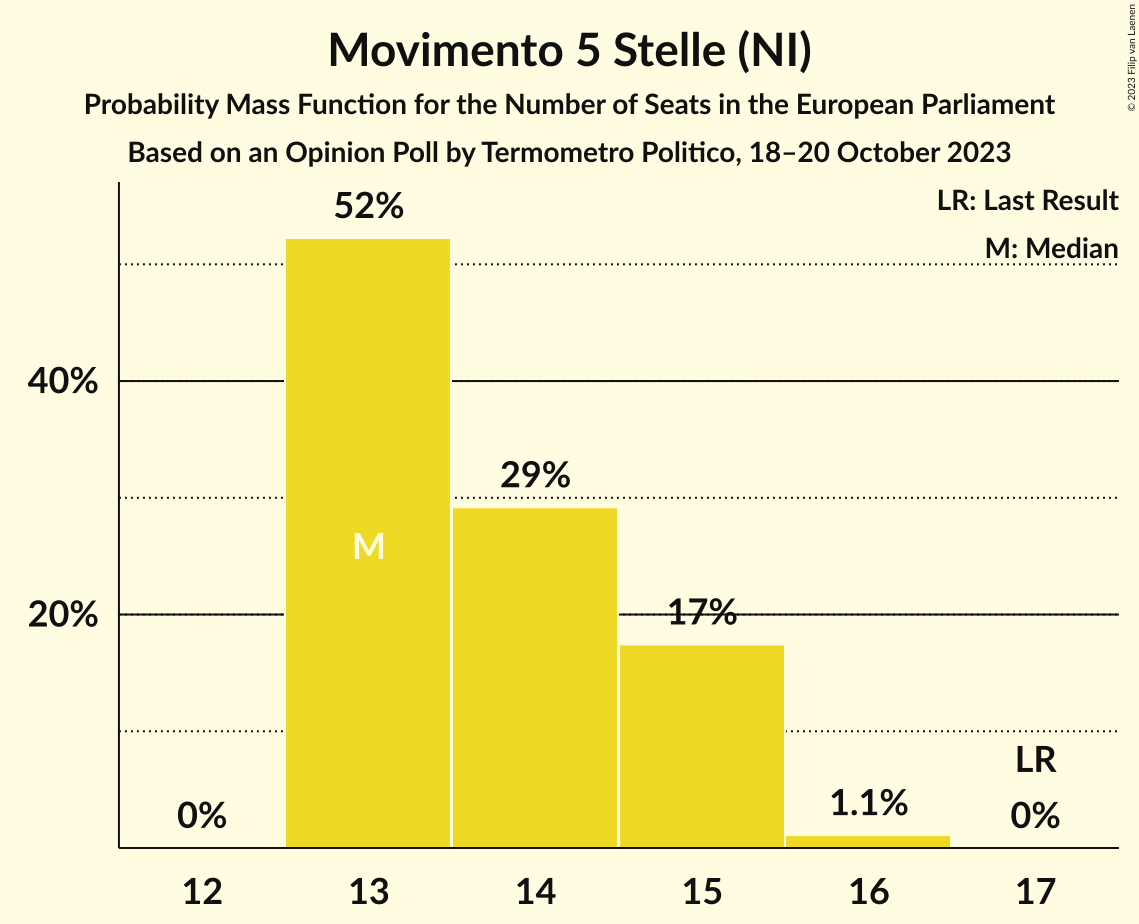 Movimento 5 Stelle (NI)
Probability Mass Function for the Number of Seats in the European Parliament
Based on an Opinion Poll by Termometro Politico, 18–20 October 2023
© 2023 Filip van Laenen
LR: Last Result
M: Median
52%
40%
29%
M
20%
17%
LR
0%
1.1%
0%
12 13 14 15 16 17